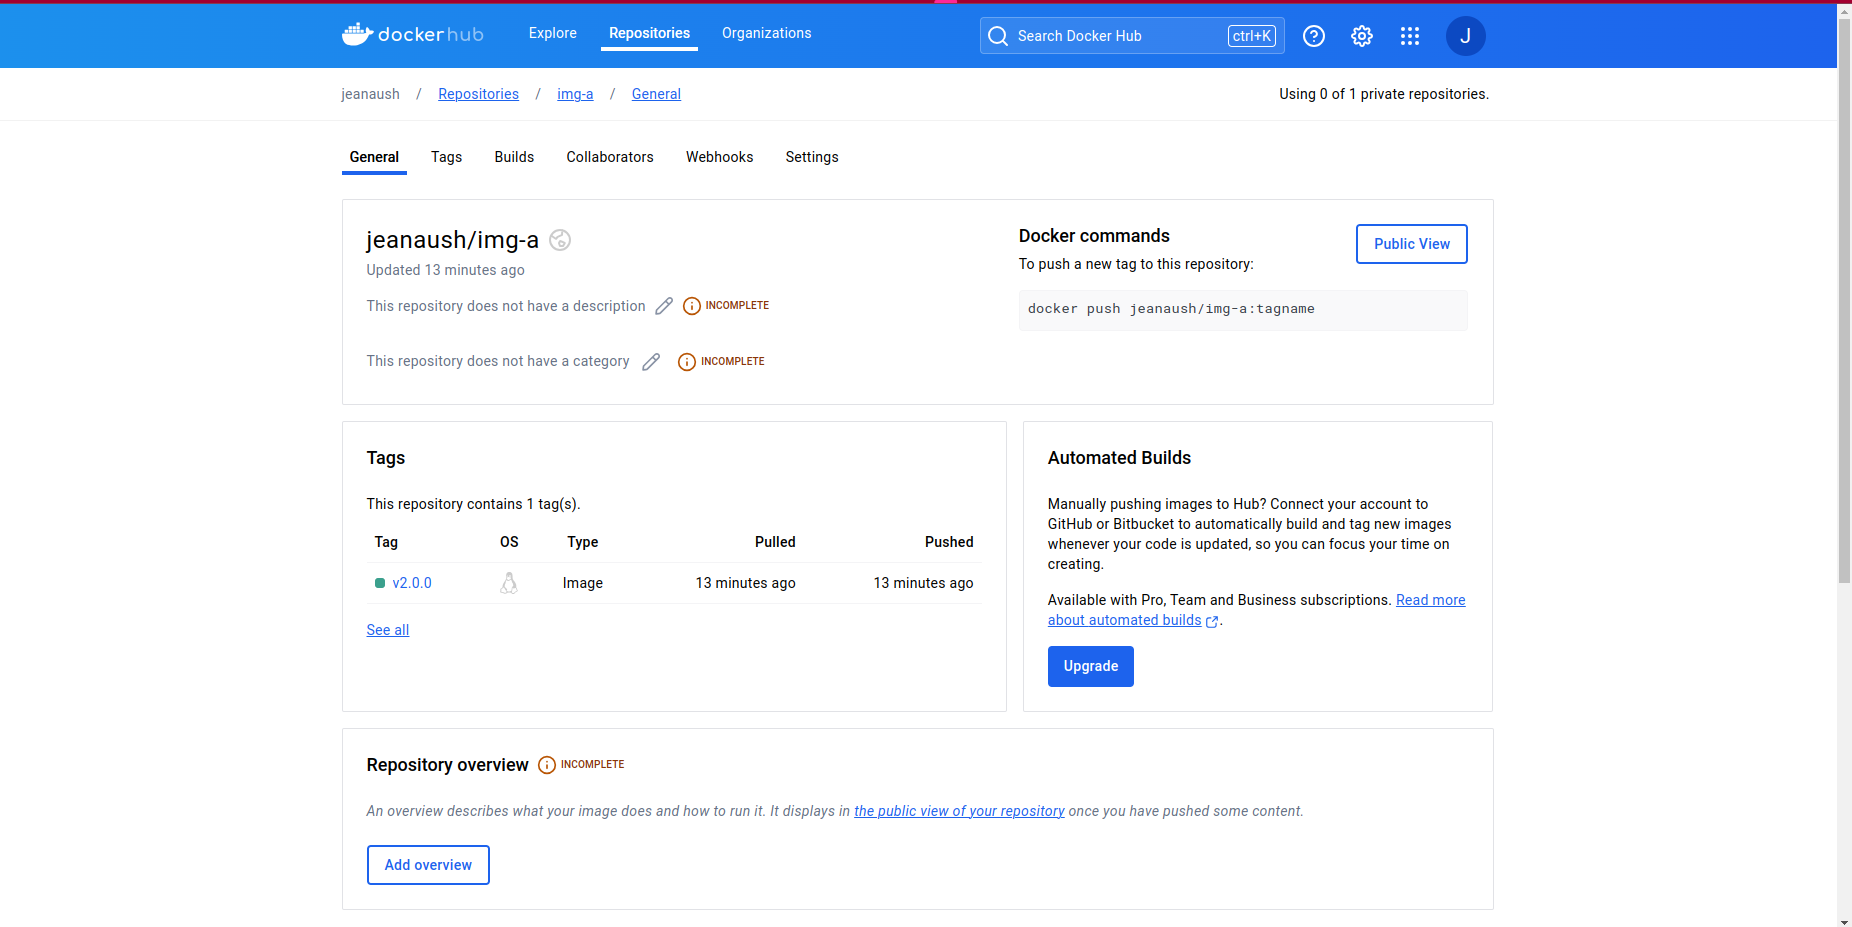 dockerhub
Explore
Repositories
Organizations
Search Docker Hub
ctrl+K
J
jeanaush / Repositories / img-a / General
Using 0 of 1 private repositories.
General
Tags
Builds
Collaborators
Webhooks
Settings
jeanaush/img-a
Updated 13 minutes ago
This repository does not have a description
INCOMPLETE
This repository does not have a category
INCOMPLETE
Docker commands
To push a new tag to this repository:
Public View
docker push jeanaush/img-a:tagname
Tags
This repository contains 1 tag(s).
Tag OS Type Pulled Pushed
v2.0.0 Image 13 minutes ago 13 minutes ago
See all
Automated Builds
Manually pushing images to Hub? Connect your account to
GitHub or Bitbucket to automatically build and tag new images
whenever your code is updated, so you can focus your time on
creating.
Available with Pro, Team and Business subscriptions. Read more
about automated builds .
Upgrade
Repository overview
INCOMPLETE
An overview describes what your image does and how to run it. It displays in the public view of your repository once you have pushed some content.
Add overview